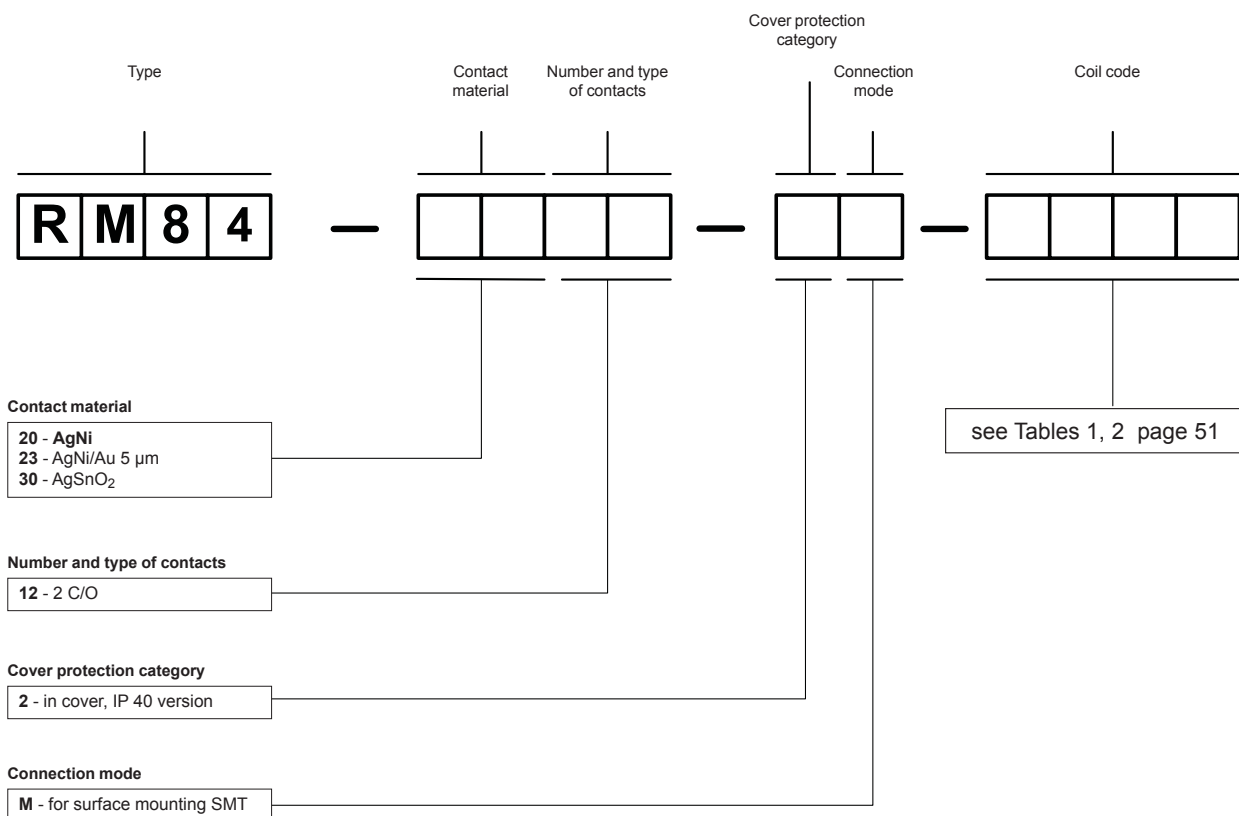 Cover protection
category
Type
Contact
material
Number and type
of contacts
Connection
mode
Coil code
RM84 — — —
Contact material
20 - AgNi
23 - AgNi/Au 5 µm
30 - AgSnO₂
see Tables 1, 2 page 51
Number and type of contacts
12 - 2 C/O
Cover protection category
2 - in cover, IP 40 version
Connection mode
M - for surface mounting SMT